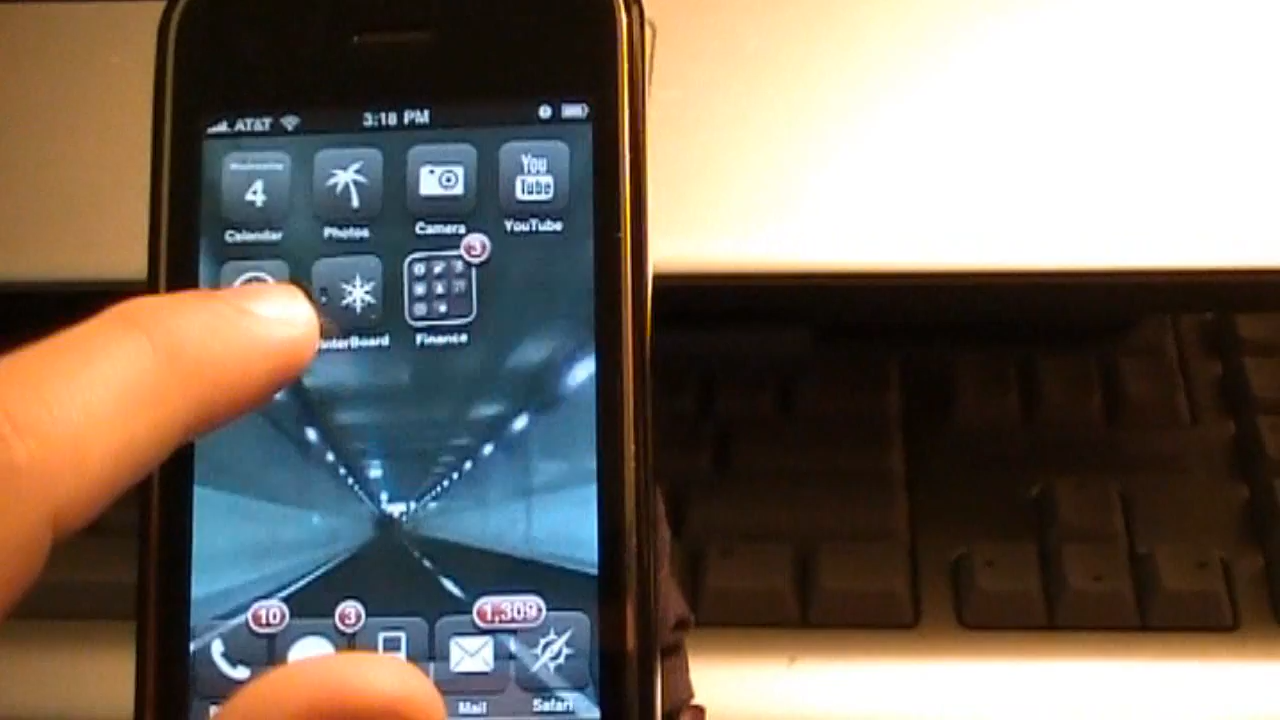 AT&T 3:18 PM
Wednesday
4
You
Tube
Calendar Photos Camera YouTube
3
interBoard Finance
10 3 1,309
Mail Safari